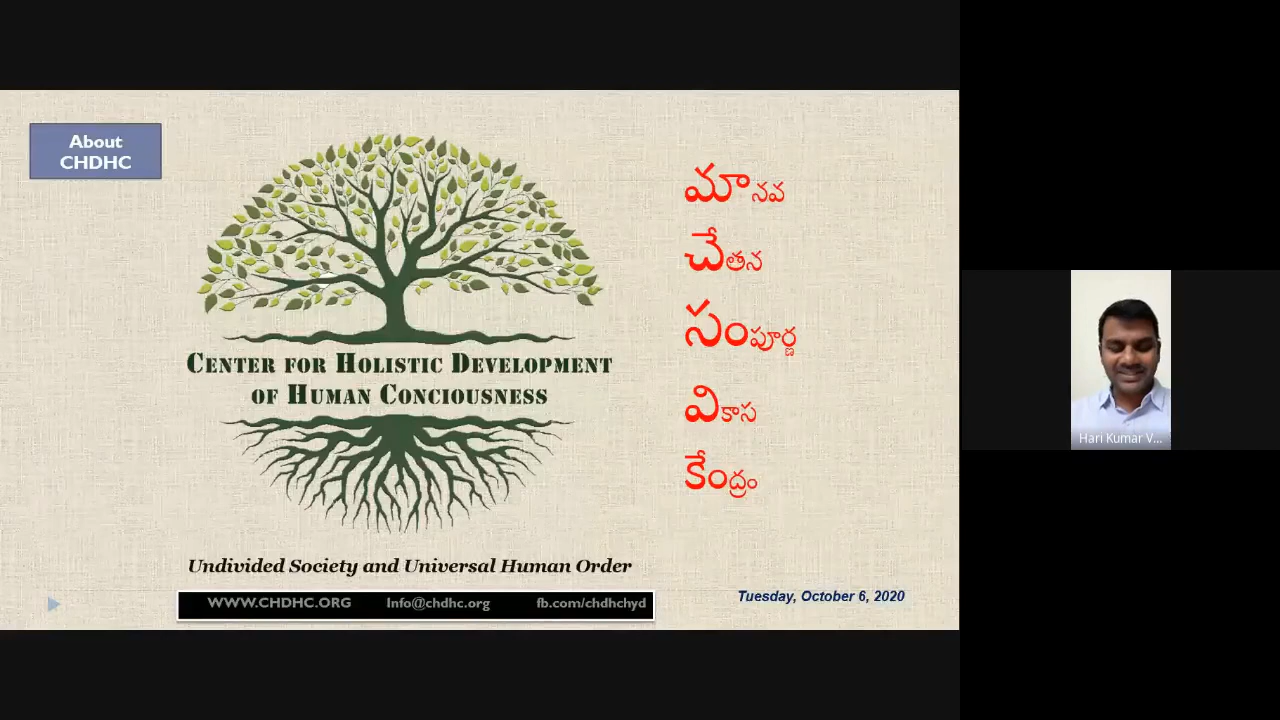 About
CHDHC
CENTER FOR HOLISTIC DEVELOPMENT
OF HUMAN CONCIOUSNESS
Undivided Society and Universal Human Order
WWW.CHDHC.ORG Info@chdhc.org fb.com/chdhchyd
మానవ
చేతన
సంపూర్ణ
వికాస
కేంద్రం
Tuesday, October 6, 2020
Hari Kumar V...